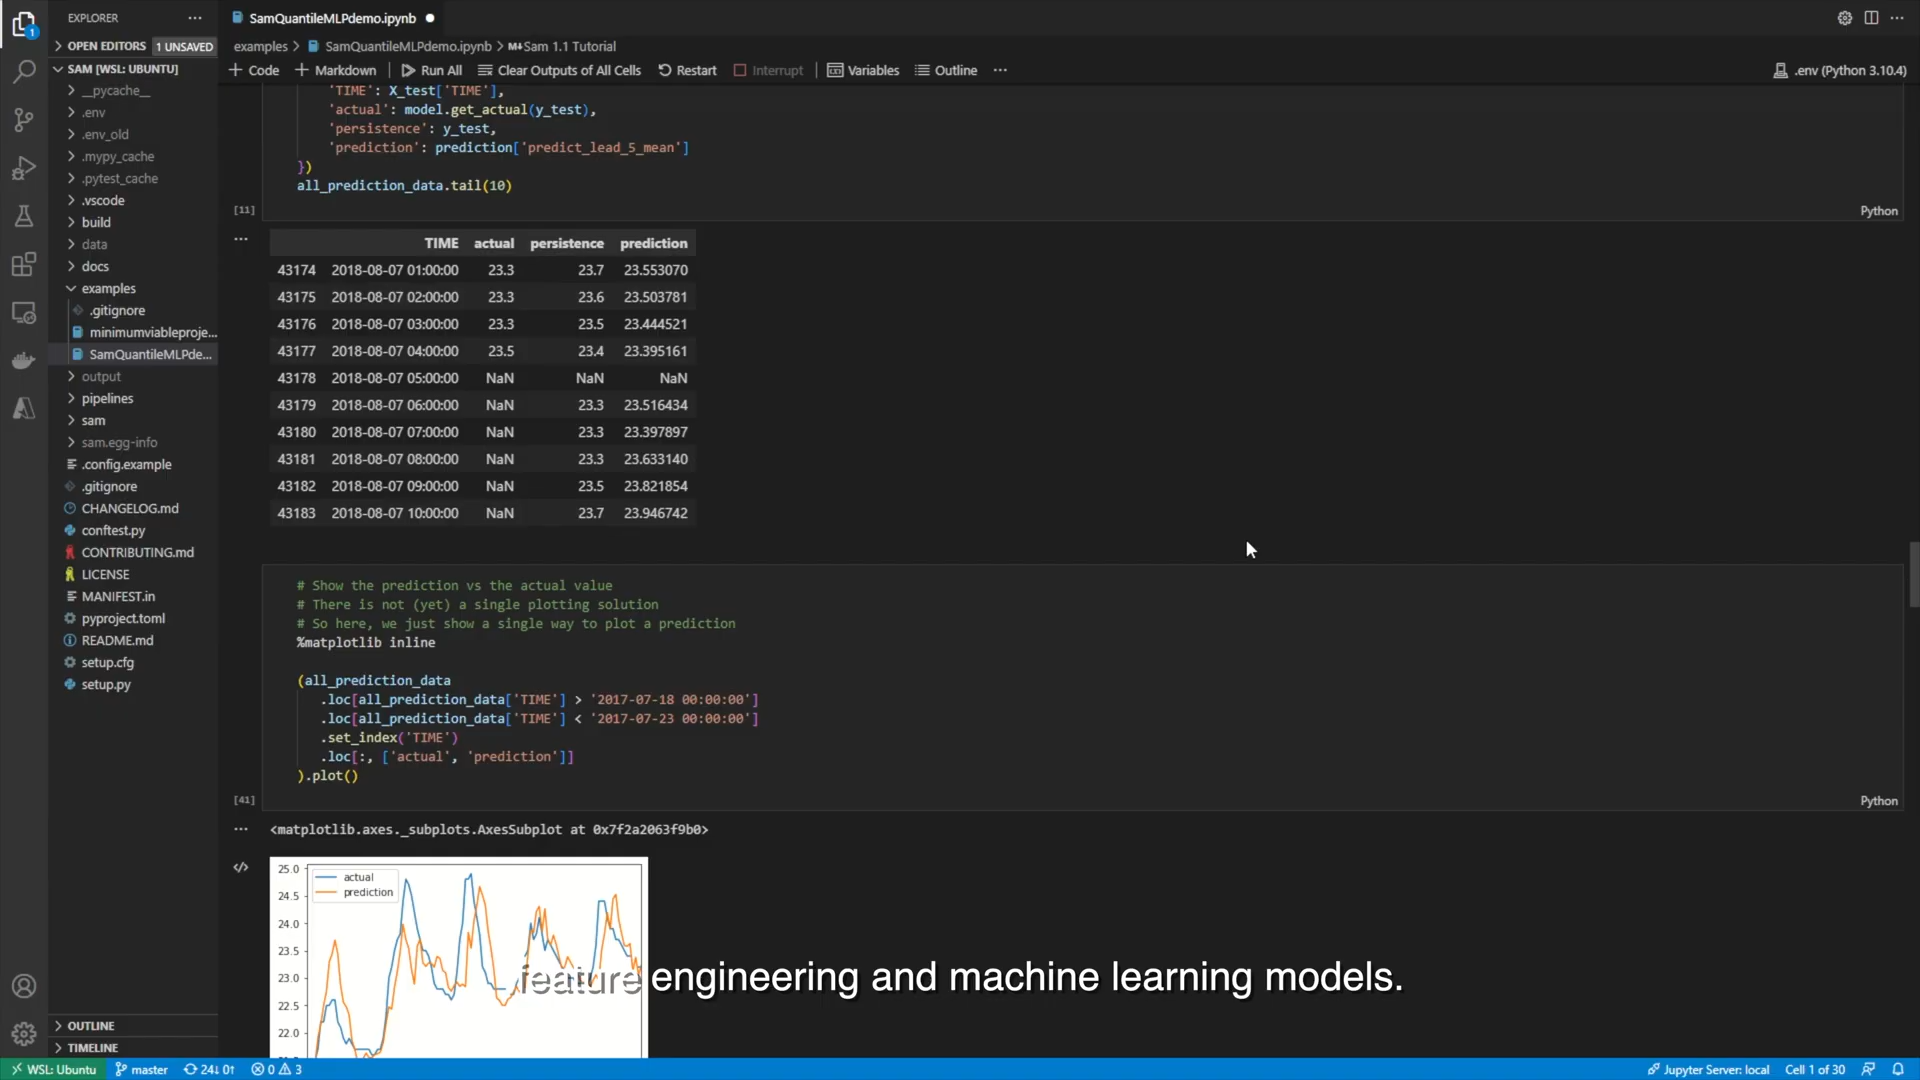 EXPLORER
OPEN EDITORS 1 UNSAVED
SAM [WSL: UBUNTU]
__pycache__
.env
.env_old
.mypy_cache
.pytest_cache
.vscode
build
data
docs
examples
.gitignore
minimumviableproje...
SamQuantileMLPde...
output
pipelines
sam
sam.egg-info
.config.example
.gitignore
CHANGELOG.md
conftest.py
CONTRIBUTING.md
LICENSE
MANIFEST.in
pyproject.toml
README.md
setup.cfg
setup.py
OUTLINE
TIMELINE
1
SamQuantileMLPdemo.ipynb
examples > SamQuantileMLPdemo.ipynb > M↓Sam 1.1 Tutorial
+ Code + Markdown Run All Clear Outputs of All Cells Restart Interrupt Variables Outline ... .env (Python 3.10.4)
'TIME': X_test['TIME'],
'actual': model.get_actual(y_test),
'persistence': y_test,
'prediction': prediction['predict_lead_5_mean']
})
all_prediction_data.tail(10)
[11] Python
TIME actual persistence prediction
43174 2018-08-07 01:00:00 23.3 23.7 23.553070
43175 2018-08-07 02:00:00 23.3 23.6 23.503781
43176 2018-08-07 03:00:00 23.3 23.5 23.444521
43177 2018-08-07 04:00:00 23.5 23.4 23.395161
43178 2018-08-07 05:00:00 NaN NaN NaN
43179 2018-08-07 06:00:00 NaN 23.3 23.516434
43180 2018-08-07 07:00:00 NaN 23.3 23.397897
43181 2018-08-07 08:00:00 NaN 23.3 23.633140
43182 2018-08-07 09:00:00 NaN 23.5 23.821854
43183 2018-08-07 10:00:00 NaN 23.7 23.946742
# Show the prediction vs the actual value
# There is not (yet) a single plotting solution
# So here, we just show a single way to plot a prediction
%matplotlib inline
(all_prediction_data
.loc[all_prediction_data['TIME'] > '2017-07-18 00:00:00']
.loc[all_prediction_data['TIME'] < '2017-07-23 00:00:00']
.set_index('TIME')
.loc[:, ['actual', 'prediction']]
).plot()
[41] Python
<matplotlib.axes._subplots.AxesSubplot at 0x7f2a2063f9b0>
25.0
24.5
24.0
23.5
23.0
22.5
22.0
actual
prediction
feature engineering and machine learning models.
WSL: Ubuntu master 24↓ 0↑ 0 3 Jupyter Server: local Cell 1 of 30